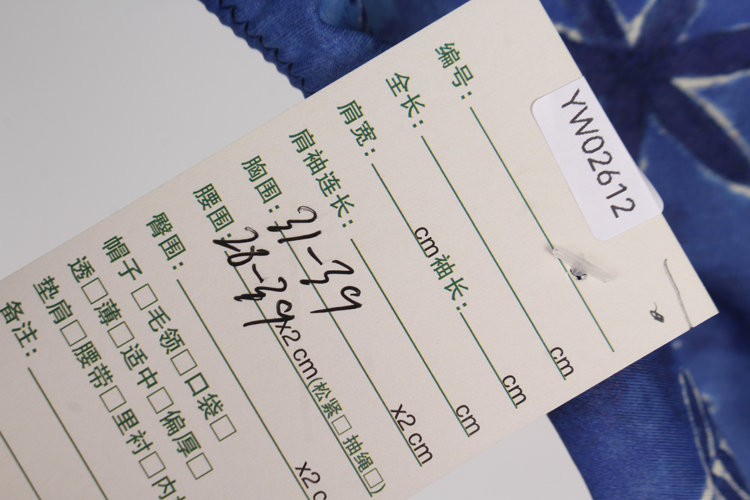 编号: YW02612
全长: cm
肩宽: cm 袖长: cm
肩袖连长: cm
胸围: 31-39 x2 cm
腰围: 28-39 x2 cm(松紧□ 抽绳□)
臀围: x2
帽子□ 毛领□ 口袋□
透□ 薄□ 适中□ 偏厚□
垫肩□ 腰带□ 里衬□
备注: